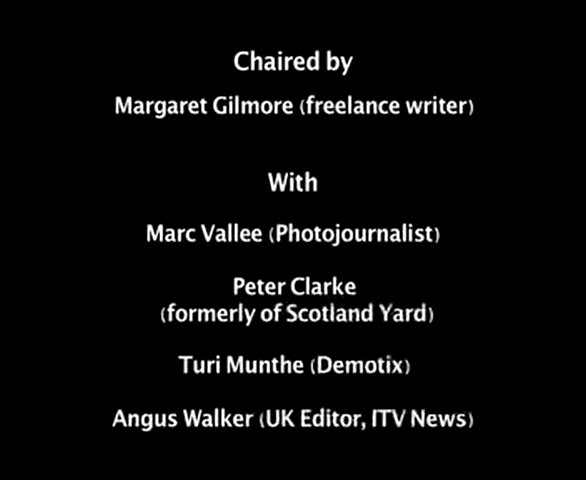 Chaired by
Margaret Gilmore (freelance writer)
With
Marc Vallee (Photojournalist)
Peter Clarke
(formerly of Scotland Yard)
Turi Munthe (Demotix)
Angus Walker (UK Editor, ITV News)